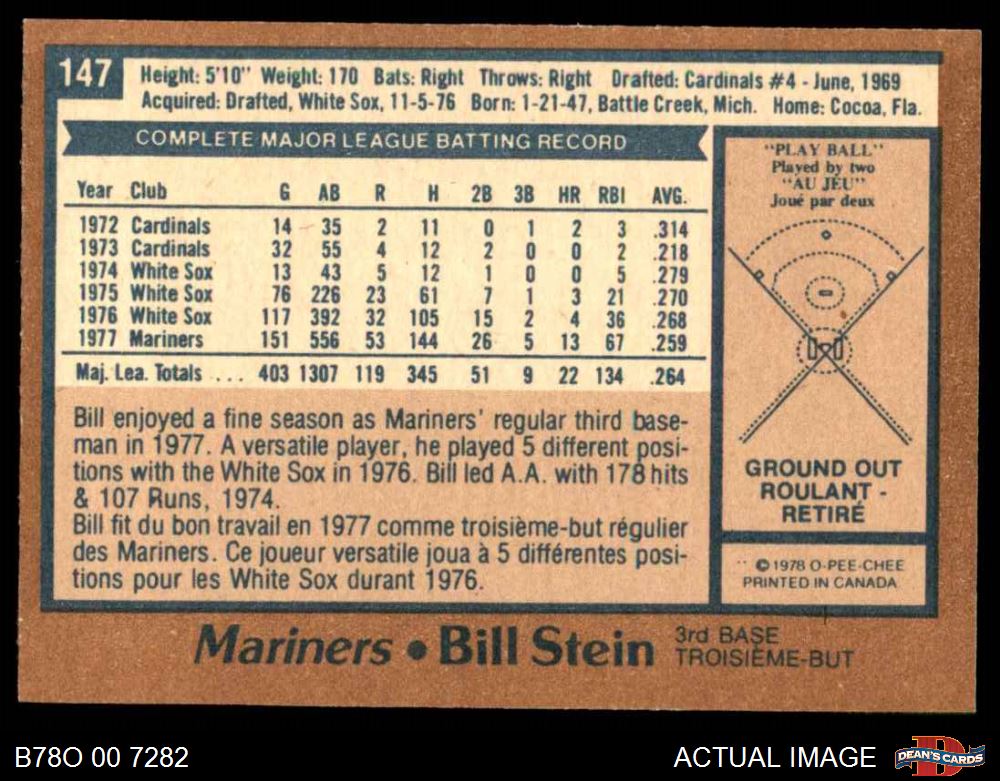 147
Height: 5'10" Weight: 170 Bats: Right Throws: Right Drafted: Cardinals #4 - June, 1969
Acquired: Drafted, White Sox, 11-5-76 Born: 1-21-47, Battle Creek, Mich. Home: Cocoa, Fla.
COMPLETE MAJOR LEAGUE BATTING RECORD
Year Club G AB R H 2B 3B HR RBI AVG.
1972 Cardinals 14 35 2 11 0 1 2 3 .314
1973 Cardinals 32 55 4 12 2 0 0 2 .218
1974 White Sox 13 43 5 12 1 0 0 5 .279
1975 White Sox 76 226 23 61 7 1 3 21 .270
1976 White Sox 117 392 32 105 15 2 4 36 .268
1977 Mariners 151 556 53 144 26 5 13 67 .259
Maj. Lea. Totals ... 403 1307 119 345 51 9 22 134 .264
Bill enjoyed a fine season as Mariners' regular third base-
man in 1977. A versatile player, he played 5 different posi-
tions with the White Sox in 1976. Bill led A.A. with 178 hits
& 107 Runs, 1974.
Bill fit du bon travail en 1977 comme troisième-but régulier
des Mariners. Ce joueur versatile joua à 5 différentes posi-
tions pour les White Sox durant 1976.
"PLAY BALL"
Played by two
"AU JEU"
Joué par deux
GROUND OUT
ROULANT -
RETIRÉ
© 1978 O-PEE-CHEE
PRINTED IN CANADA
Mariners • Bill Stein
3rd BASE
TROISIÈME-BUT
B78O 00 7282
ACTUAL IMAGE
DEAN'S CARDS